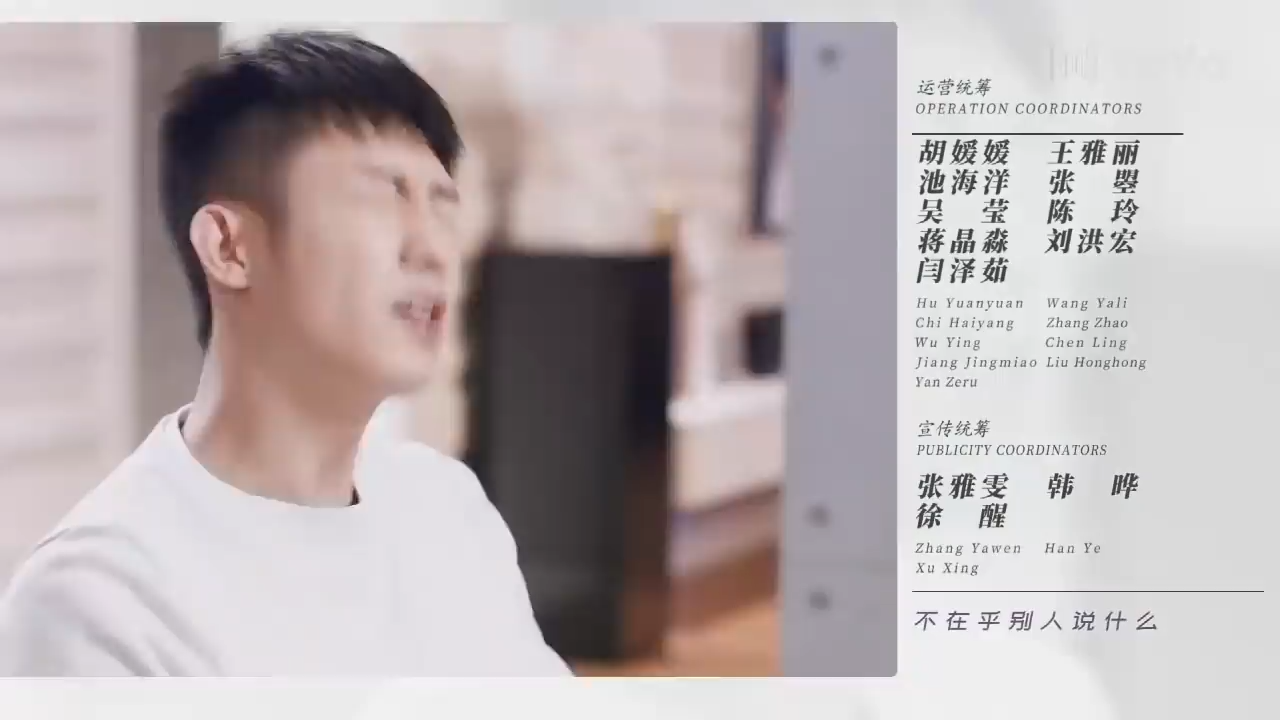 运营统筹
OPERATION COORDINATORS
胡媛媛 王雅丽
池海洋 张曌
吴莹 陈玲
蒋晶淼 刘洪宏
闫泽茹
Hu Yuanyuan Wang Yali
Chi Haiyang Zhang Zhao
Wu Ying Chen Ling
Jiang Jingmiao Liu Honghong
Yan Zeru
宣传统筹
PUBLICITY COORDINATORS
张雅雯 韩晔
徐醒
Zhang Yawen Han Ye
Xu Xing
不在乎别人说什么